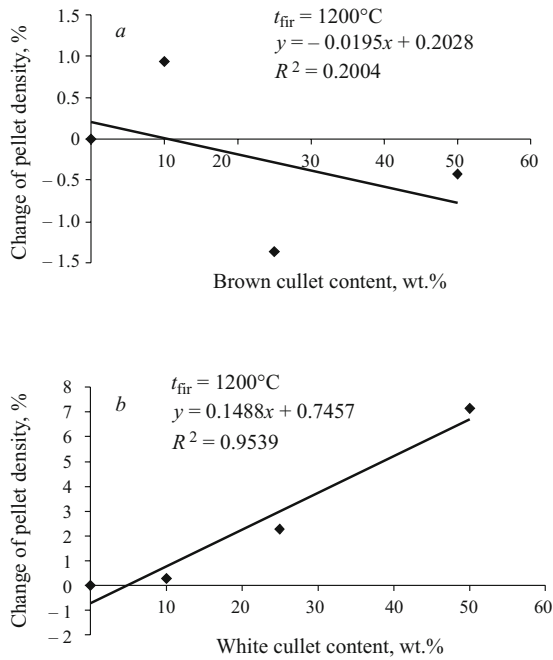 a
t_fir = 1200°C
y = – 0.0195x + 0.2028
R² = 0.2004
Change of pellet density, %
1.5
1.0
0.5
0
– 0.5
– 1.0
– 1.5
10 20 30 40 50 60
Brown cullet content, wt.%
b
t_fir = 1200°C
y = 0.1488x + 0.7457
R² = 0.9539
Change of pellet density, %
8
7
6
5
4
3
2
1
0
– 1
– 2
10 20 30 40 50 60
White cullet content, wt.%